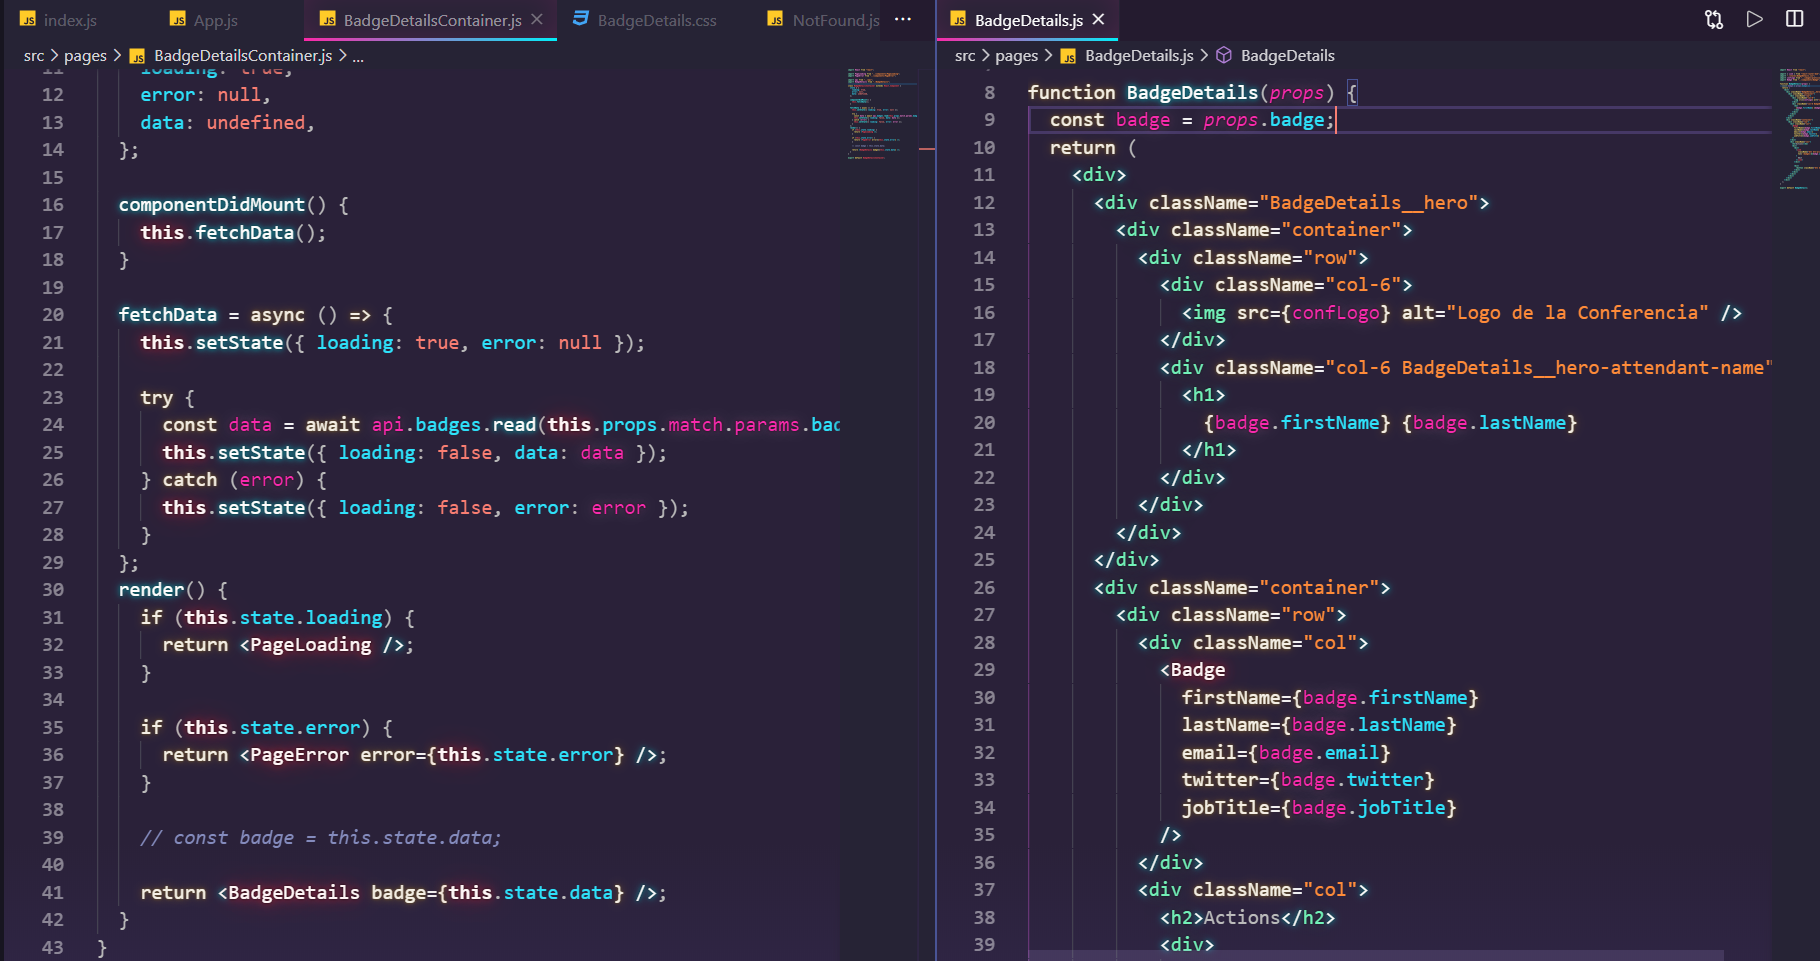 index.js
App.js
BadgeDetailsContainer.js
BadgeDetails.css
NotFound.js
src > pages > BadgeDetailsContainer.js > ...
11 loading: true,
12 error: null,
13 data: undefined,
14 };
15
16 componentDidMount() {
17 this.fetchData();
18 }
19
20 fetchData = async () => {
21 this.setState({ loading: true, error: null });
22
23 try {
24 const data = await api.badges.read(this.props.match.params.bad
25 this.setState({ loading: false, data: data });
26 } catch (error) {
27 this.setState({ loading: false, error: error });
28 }
29 };
30 render() {
31 if (this.state.loading) {
32 return <PageLoading />;
33 }
34
35 if (this.state.error) {
36 return <PageError error={this.state.error} />;
37 }
38
39 // const badge = this.state.data;
40
41 return <BadgeDetails badge={this.state.data} />;
42 }
43 }
BadgeDetails.js
src > pages > BadgeDetails.js > BadgeDetails
8 function BadgeDetails(props) {
9 const badge = props.badge;
10 return (
11 <div>
12 <div className="BadgeDetails__hero">
13 <div className="container">
14 <div className="row">
15 <div className="col-6">
16 <img src={confLogo} alt="Logo de la Conferencia" />
17 </div>
18 <div className="col-6 BadgeDetails__hero-attendant-name"
19 <h1>
20 {badge.firstName} {badge.lastName}
21 </h1>
22 </div>
23 </div>
24 </div>
25 </div>
26 <div className="container">
27 <div className="row">
28 <div className="col">
29 <Badge
30 firstName={badge.firstName}
31 lastName={badge.lastName}
32 email={badge.email}
33 twitter={badge.twitter}
34 jobTitle={badge.jobTitle}
35 />
36 </div>
37 <div className="col">
38 <h2>Actions</h2>
39 <div>